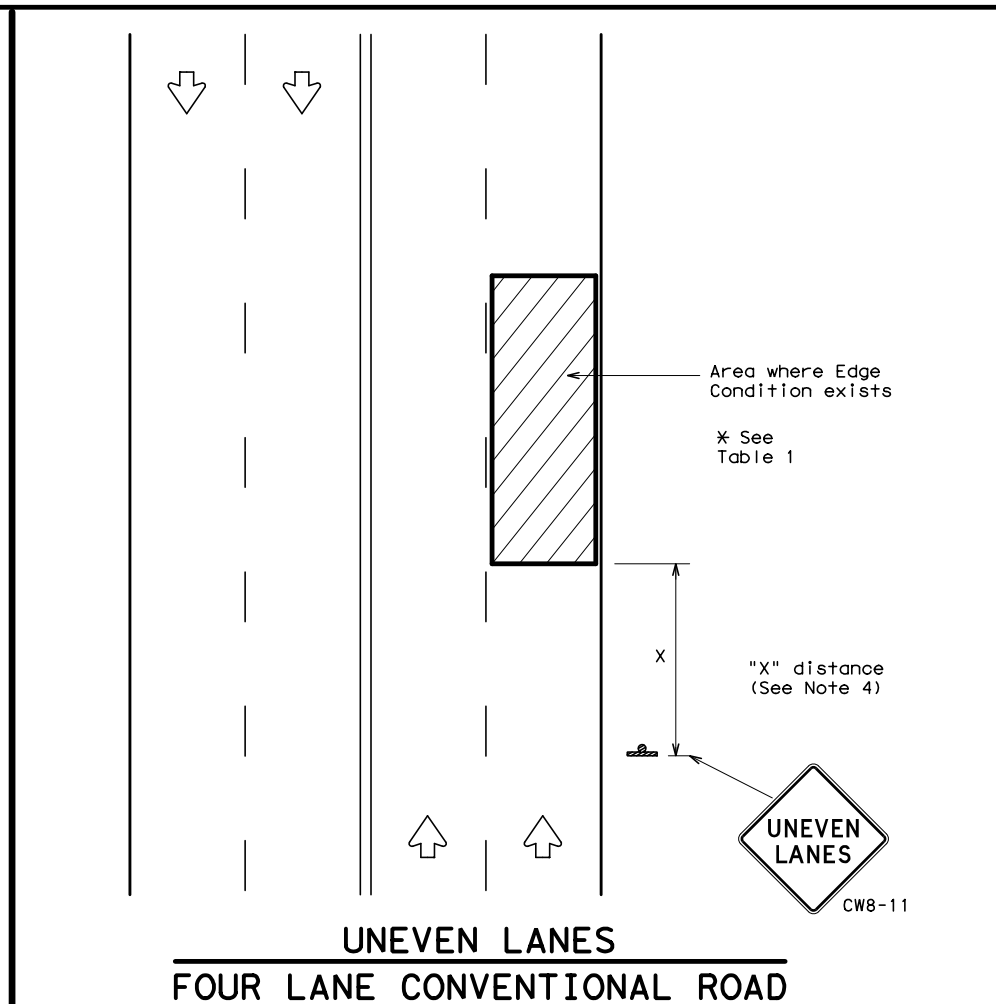 Area where Edge
Condition exists
* See
Table 1
X
"X" distance
(See Note 4)
UNEVEN
LANES
CW8-11
UNEVEN LANES
FOUR LANE CONVENTIONAL ROAD